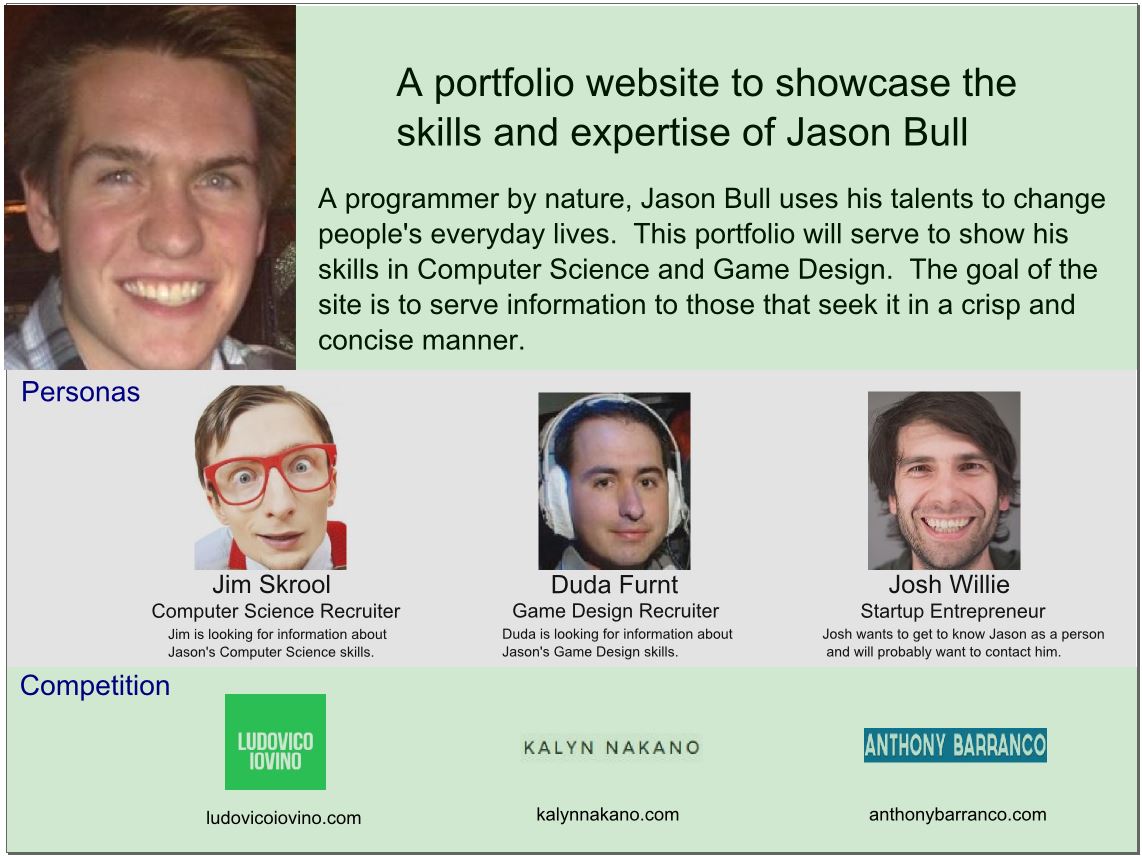 A portfolio website to showcase the
skills and expertise of Jason Bull
A programmer by nature, Jason Bull uses his talents to change
people's everyday lives.  This portfolio will serve to show his
skills in Computer Science and Game Design.  The goal of the
site is to serve information to those that seek it in a crisp and
concise manner.
Personas
Jim Skrool
Computer Science Recruiter
Jim is looking for information about
Jason's Computer Science skills.
Duda Furnt
Game Design Recruiter
Duda is looking for information about
Jason's Game Design skills.
Josh Willie
Startup Entrepreneur
Josh wants to get to know Jason as a person
and will probably want to contact him.
Competition
LUDOVICO
IOVINO
ludovicoiovino.com
KALYN NAKANO
kalynnakano.com
ANTHONY BARRANCO
anthonybarranco.com